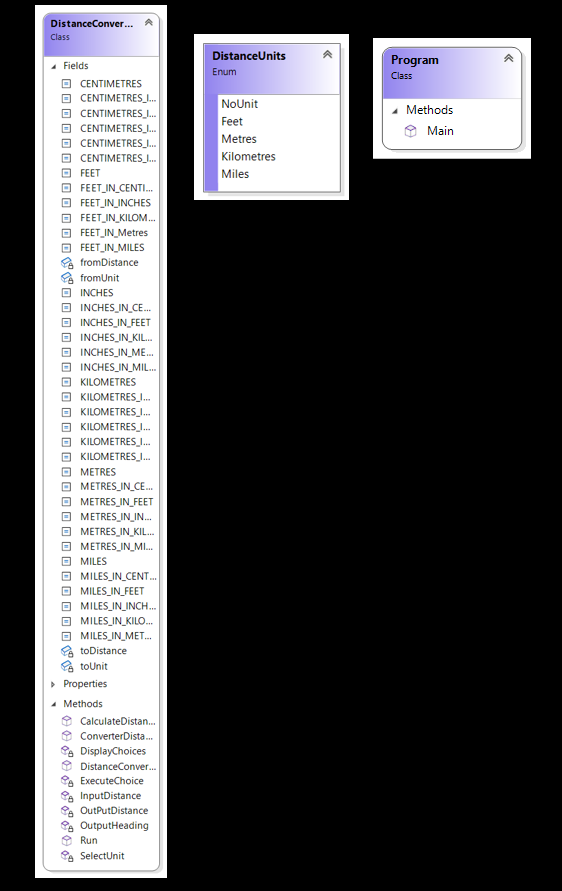 DistanceConver...
Class
Fields
CENTIMETRES
CENTIMETRES_I...
CENTIMETRES_I...
CENTIMETRES_I...
CENTIMETRES_I...
CENTIMETRES_I...
FEET
FEET_IN_CENTI...
FEET_IN_INCHES
FEET_IN_KILOM...
FEET_IN_Metres
FEET_IN_MILES
fromDistance
fromUnit
INCHES
INCHES_IN_CE...
INCHES_IN_FEET
INCHES_IN_KIL...
INCHES_IN_ME...
INCHES_IN_MIL...
KILOMETRES
KILOMETRES_I...
KILOMETRES_I...
KILOMETRES_I...
KILOMETRES_I...
KILOMETRES_I...
METRES
METRES_IN_CE...
METRES_IN_FEET
METRES_IN_IN...
METRES_IN_KIL...
METRES_IN_MI...
MILES
MILES_IN_CENT...
MILES_IN_FEET
MILES_IN_INCH...
MILES_IN_KILO...
MILES_IN_MET...
toDistance
toUnit
Properties
Methods
CalculateDistan...
ConverterDista...
DisplayChoices
DistanceConver...
ExecuteChoice
InputDistance
OutPutDistance
OutputHeading
Run
SelectUnit
DistanceUnits
Enum
NoUnit
Feet
Metres
Kilometres
Miles
Program
Class
Methods
Main